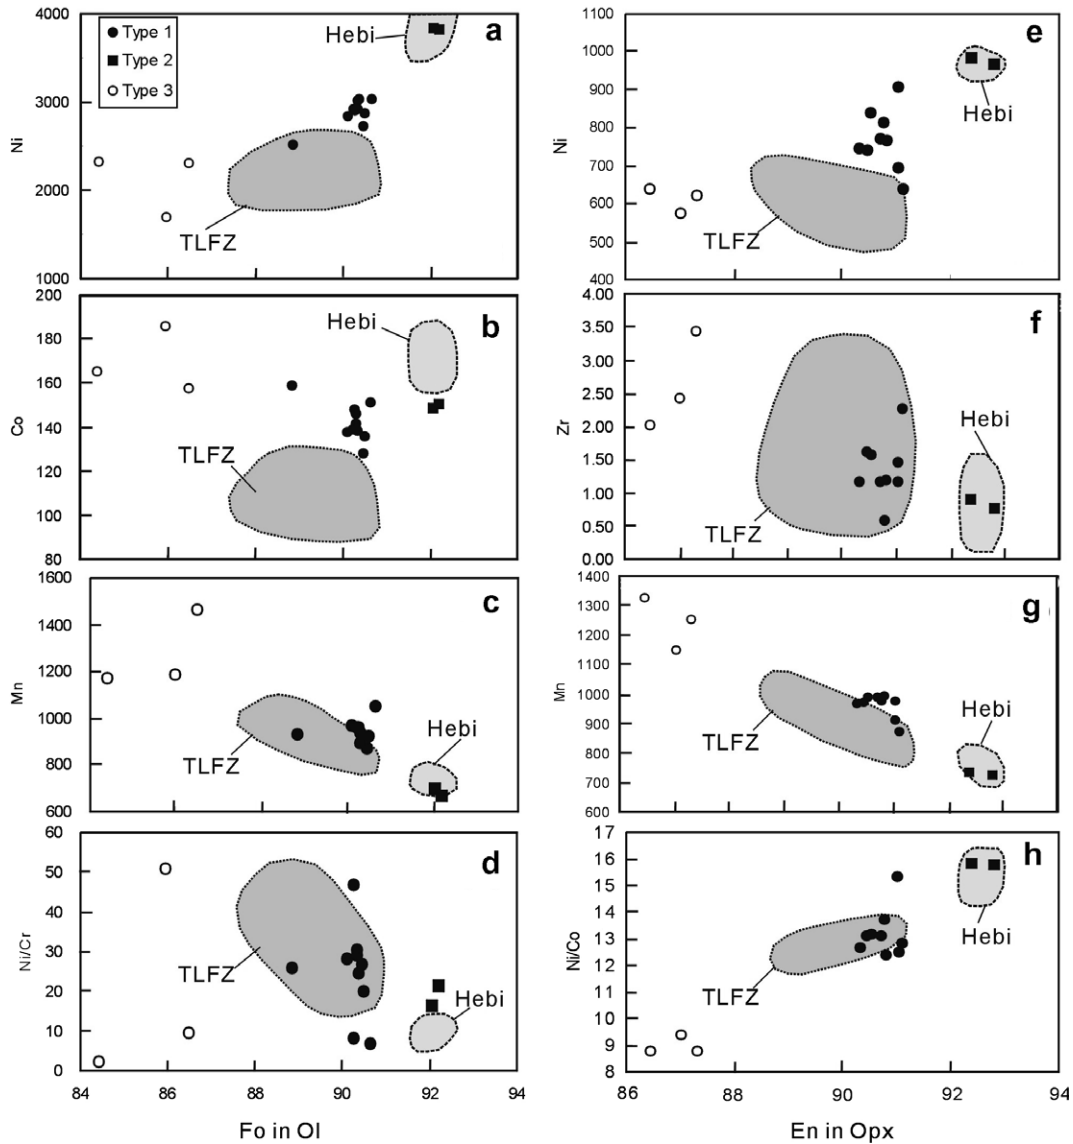 a
Type 1
Type 2
Type 3
Hebi
TLFZ
4000
3000
2000
1000
Ni
b
Hebi
TLFZ
200
180
160
140
120
100
80
Co
c
Hebi
TLFZ
1600
1400
1200
1000
800
600
Mn
d
TLFZ
Hebi
60
50
40
30
20
10
0
Ni/Cr
84
86
88
90
92
94
Fo in Ol
e
Hebi
TLFZ
1100
1000
900
800
700
600
500
400
Ni
f
Hebi
TLFZ
4.00
3.50
3.00
2.50
2.00
1.50
1.00
0.50
0.00
Zr
g
Hebi
TLFZ
1400
1300
1200
1100
1000
900
800
700
600
Mn
h
Hebi
TLFZ
17
16
15
14
13
12
11
10
9
8
Ni/Co
86
88
90
92
94
En in Opx